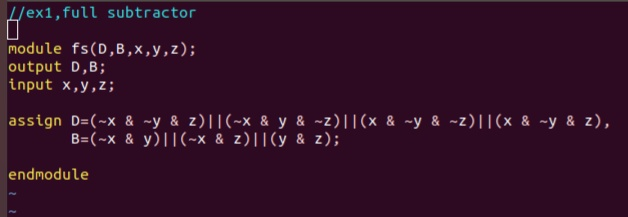 //ex1,full subtractor
module fs(D,B,x,y,z);
output D,B;
input x,y,z;
assign D=(~x & ~y & z)||(~x & y & ~z)||(x & ~y & ~z)||(x & ~y & z),
B=(~x & y)||(~x & z)||(y & z);
endmodule
~
~